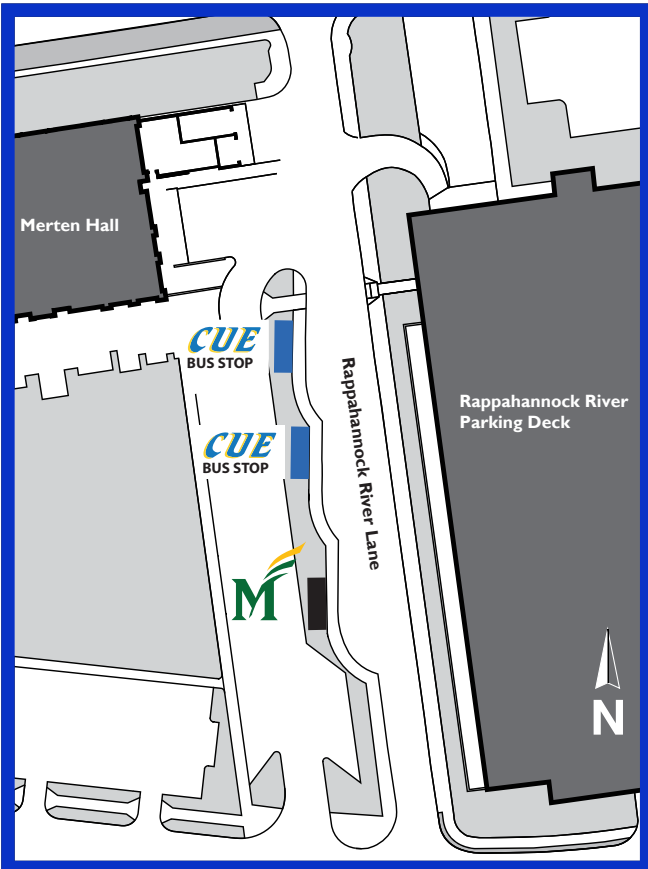 Merten Hall
CUE
BUS STOP
Rappahannock River
Parking Deck
CUE
BUS STOP
Rappahannock River Lane
M
N